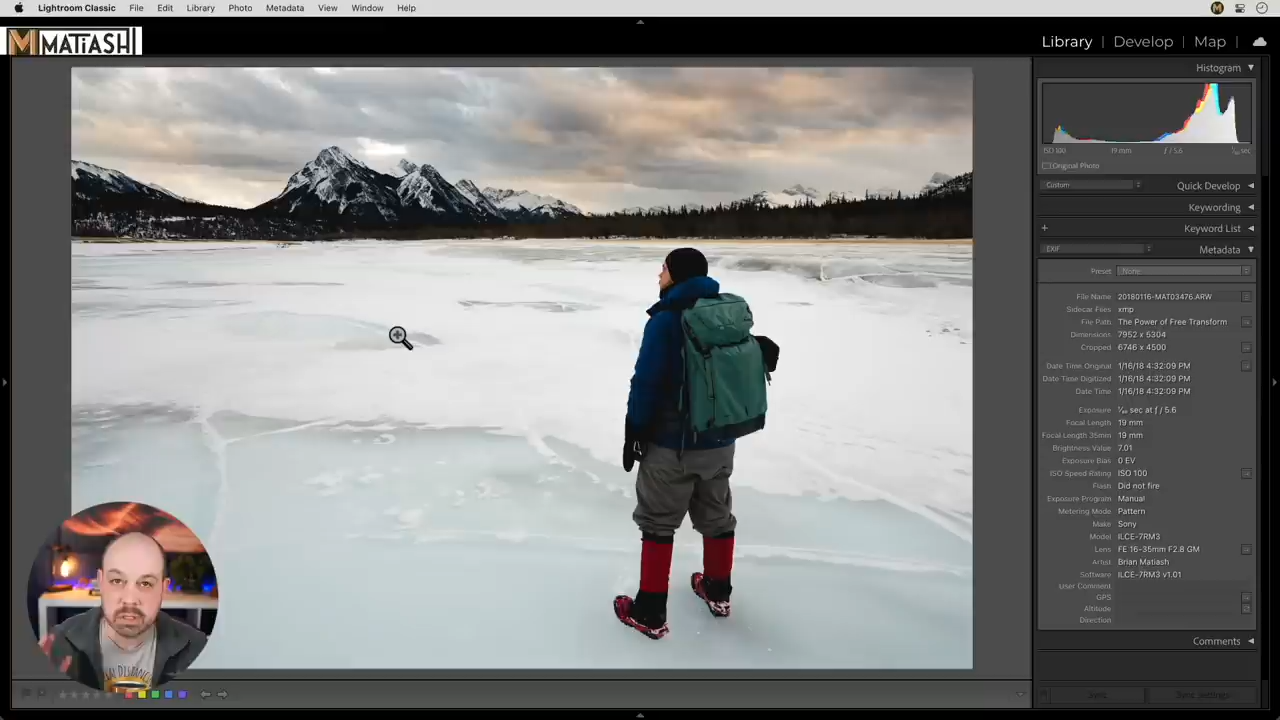 Lightroom Classic File Edit Library Photo Metadata View Window Help
MATIASH
Library | Develop | Map |
Histogram
ISO 100 19 mm ƒ / 5.6 sec
Original Photo
Custom Quick Develop
Keywording
+ Keyword List
EXIF Metadata
Preset None
File Name 20180116-MAT03476.ARW
Sidecar Files xmp
File Path The Power of Free Transform
Dimensions 7952 x 5304
Cropped 6746 x 4500
Date Time Original 1/16/18 4:32:09 PM
Date Time Digitized 1/16/18 4:32:09 PM
Date Time 1/16/18 4:32:09 PM
Exposure sec at ƒ / 5.6
Focal Length 19 mm
Focal Length 35mm 19 mm
Brightness Value 7.01
Exposure Bias 0 EV
ISO Speed Rating ISO 100
Flash Did not fire
Exposure Program Manual
Metering Mode Pattern
Make Sony
Model ILCE-7RM3
Lens FE 16-35mm F2.8 GM
Artist Brian Matiash
Software ILCE-7RM3 v1.01
User Comment
GPS
Altitude
Direction
Comments
Sync Sync Settings